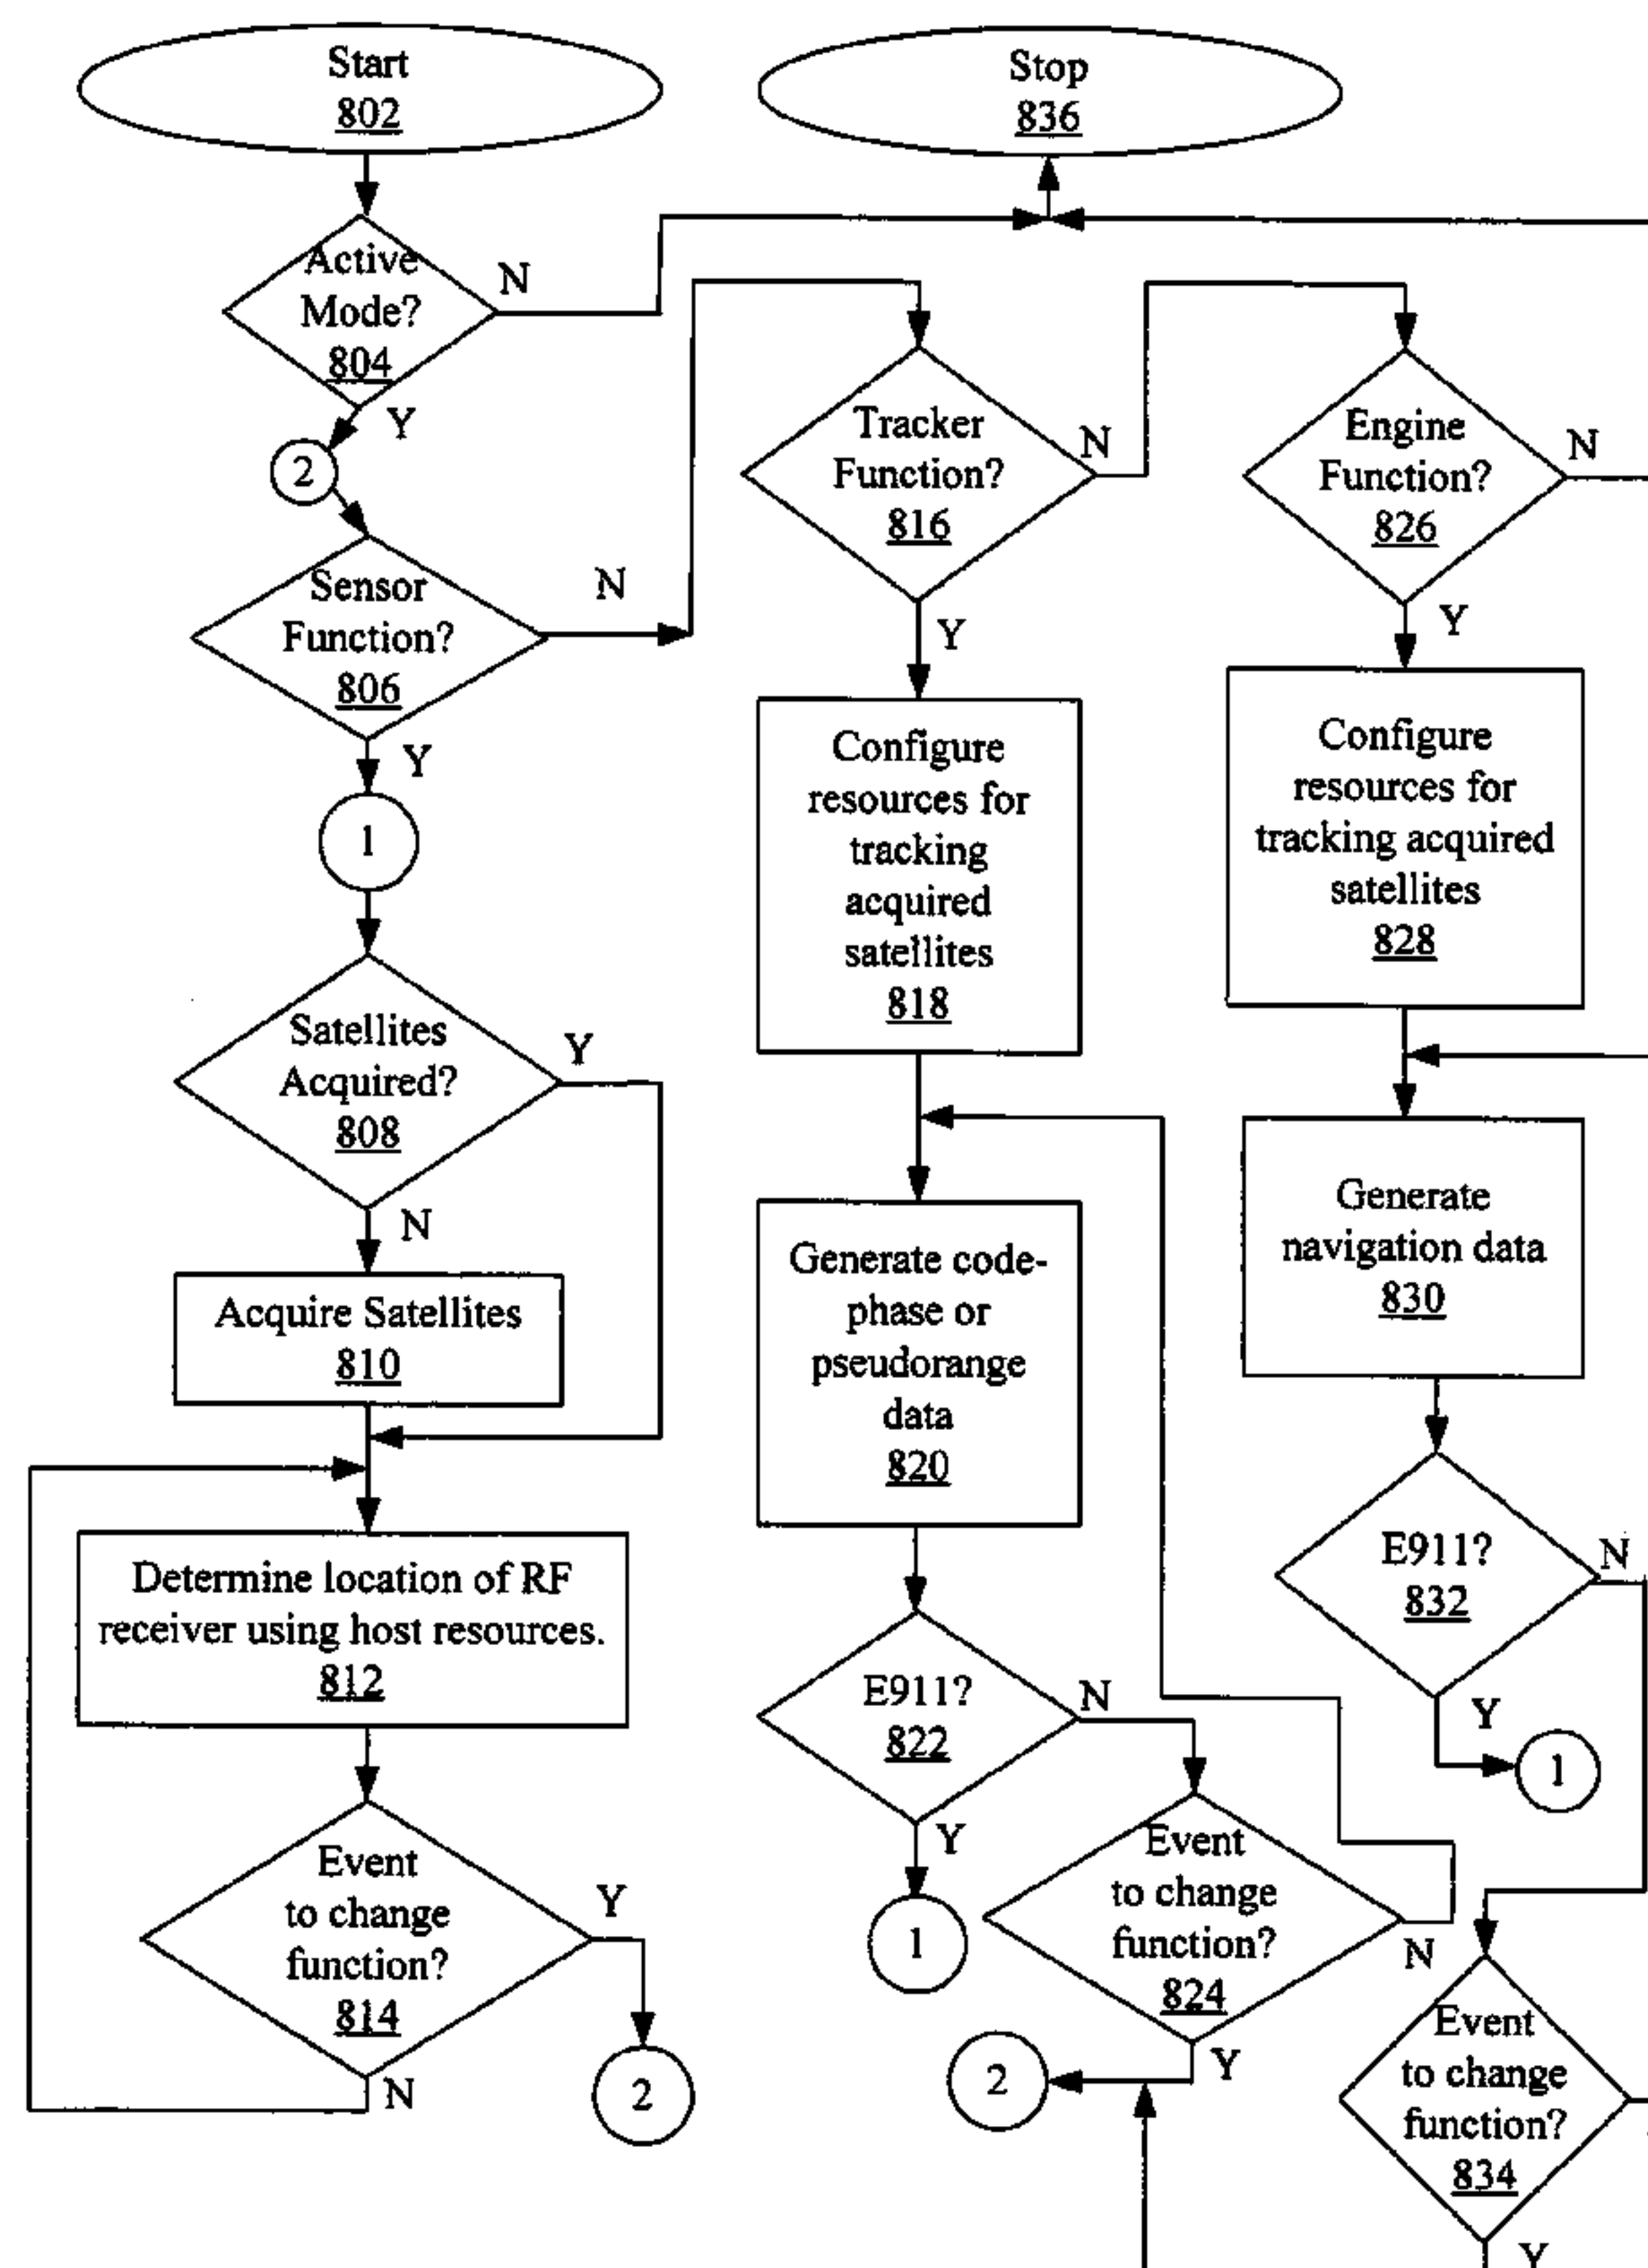 Start
802
Stop
836
Active
Mode?
804
N
Y
2
Sensor
Function?
806
N
Y
1
Satellites
Acquired?
808
Y
N
Acquire Satellites
810
Determine location of RF
receiver using host resources.
812
Event
to change
function?
814
Y
N
2
Tracker
Function?
816
N
Y
Configure
resources for
tracking
acquired
satellites
818
Generate code-
phase or
pseudorange
data
820
E911?
822
N
Y
1
Event
to change
function?
824
N
Y
2
Engine
Function?
826
N
Y
Configure
resources for
tracking acquired
satellites
828
Generate
navigation data
830
E911?
832
N
Y
1
Event
to change
function?
834
Y